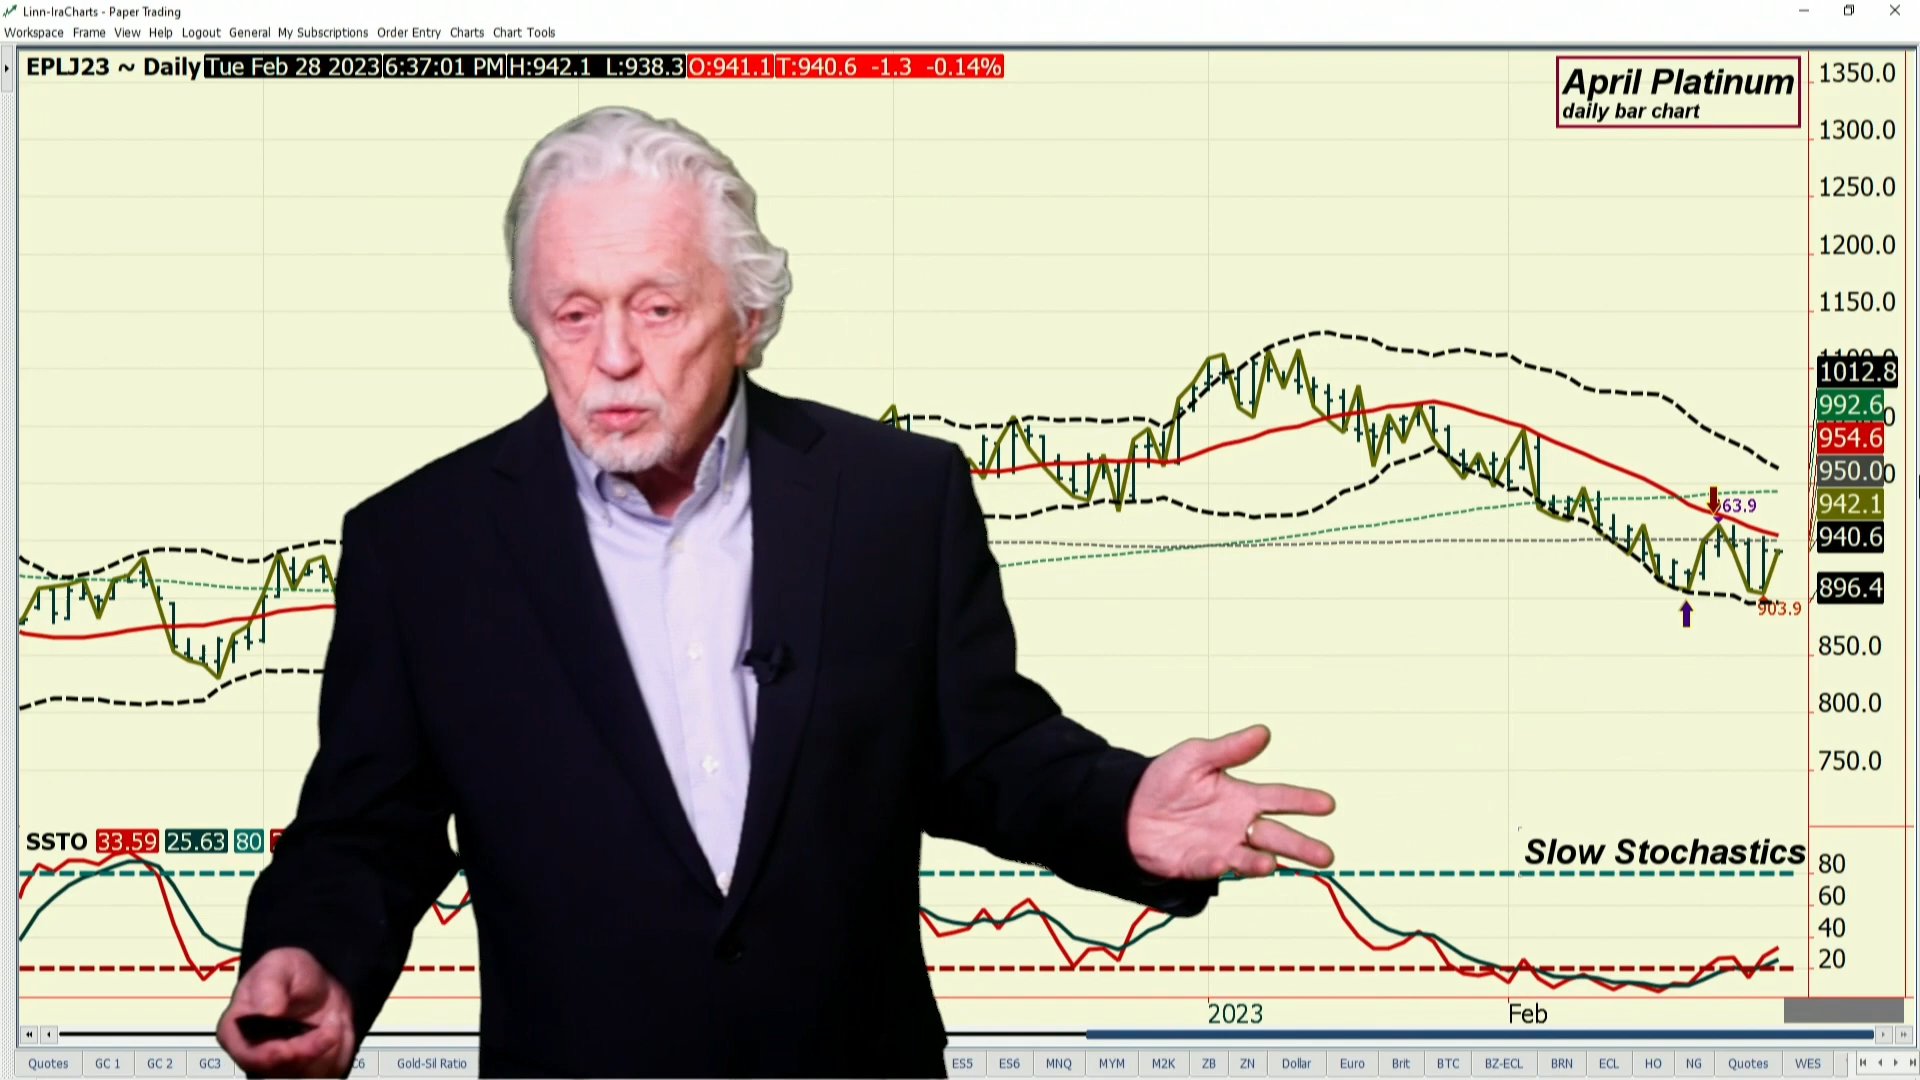 Linn-IraCharts - Paper Trading
Workspace Frame View Help Logout General My Subscriptions Order Entry Charts Chart Tools
EPLJ23 ~ Daily Tue Feb 28 2023 6:37:01 PM H:942.1 L:938.3 O:941.1 T:940.6 -1.3 -0.14%
April Platinum
daily bar chart
1350.0
1300.0
1250.0
1200.0
1150.0
1012.8
992.6
954.6
950.0
942.1
940.6
896.4
850.0
800.0
750.0
63.9
903.9
SSTO 33.59 25.63 80
Slow Stochastics
80
60
40
20
2023 Feb
Quotes GC 1 GC 2 GC3 C6 Gold-Sil Ratio ES5 ES6 MNQ MYM M2K ZB ZN Dollar Euro Brit BTC BZ-ECL BRN ECL HO NG Quotes WES